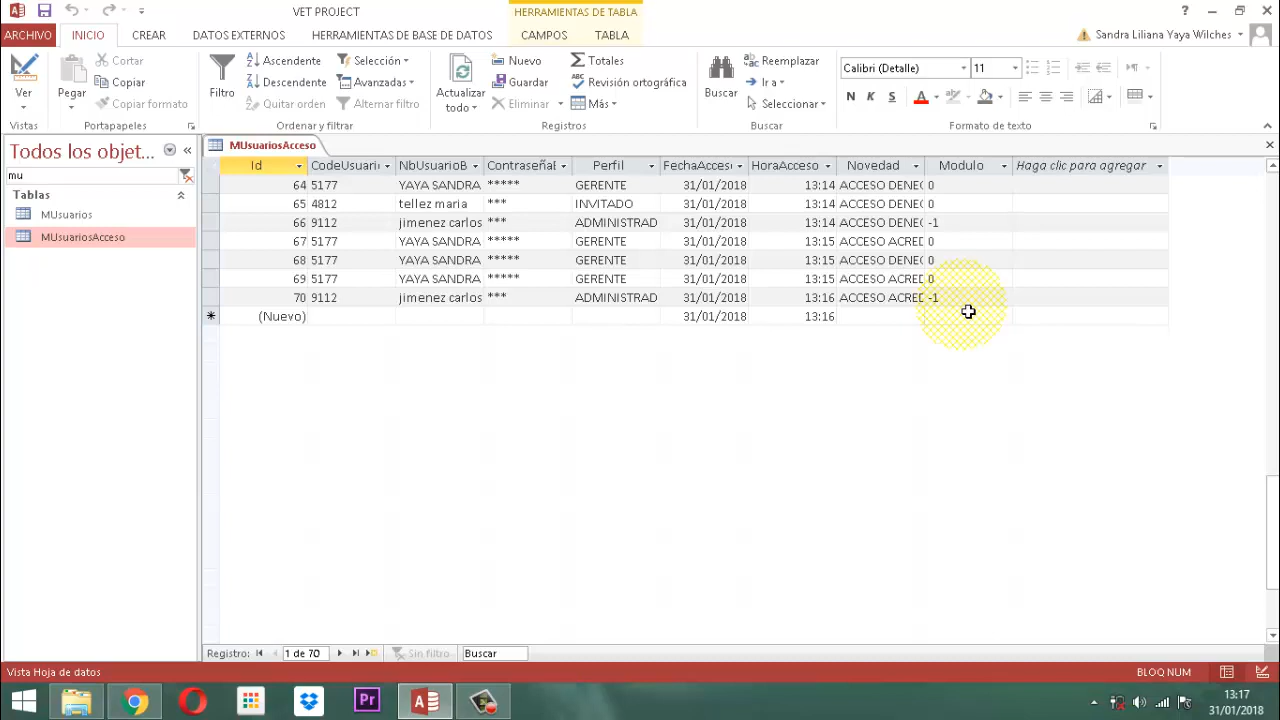 VET PROJECT
HERRAMIENTAS DE TABLA
ARCHIVO INICIO CREAR DATOS EXTERNOS HERRAMIENTAS DE BASE DE DATOS CAMPOS TABLA
Sandra Liliana Yaya Wilches
Ver
Vistas
Pegar
Cortar
Copiar
Copiar formato
Portapapeles
Filtro
Ascendente
Descendente
Quitar orden
Selección
Avanzadas
Alternar filtro
Ordenar y filtrar
Actualizar
todo
Nuevo
Guardar
Eliminar
Totales
Revisión ortográfica
Más
Registros
Buscar
Reemplazar
Ir a
Seleccionar
Buscar
Calibri (Detalle) 11
N K S
Formato de texto
Todos los objet...
mu
Tablas
MUsuarios
MUsuariosAcceso
MUsuariosAcceso
Id CodeUsuari NbUsuarioB Contraseñal Perfil FechaAcceso HoraAcceso Novedad Modulo Haga clic para agregar
64 5177 YAYA SANDRA ***** GERENTE 31/01/2018 13:14 ACCESO DENEG 0
65 4812 tellez maria *** INVITADO 31/01/2018 13:14 ACCESO DENEG 0
66 9112 jimenez carlos *** ADMINISTRAD 31/01/2018 13:14 ACCESO DENEG -1
67 5177 YAYA SANDRA ***** GERENTE 31/01/2018 13:15 ACCESO ACRED 0
68 5177 YAYA SANDRA ***** GERENTE 31/01/2018 13:15 ACCESO DENEG 0
69 5177 YAYA SANDRA ***** GERENTE 31/01/2018 13:15 ACCESO ACRED 0
70 9112 jimenez carlos *** ADMINISTRAD 31/01/2018 13:16 ACCESO ACRED -1
(Nuevo) 31/01/2018 13:16
Registro: 1 de 70 Sin filtro Buscar
Vista Hoja de datos BLOQ NUM
Pr
13:17
31/01/2018